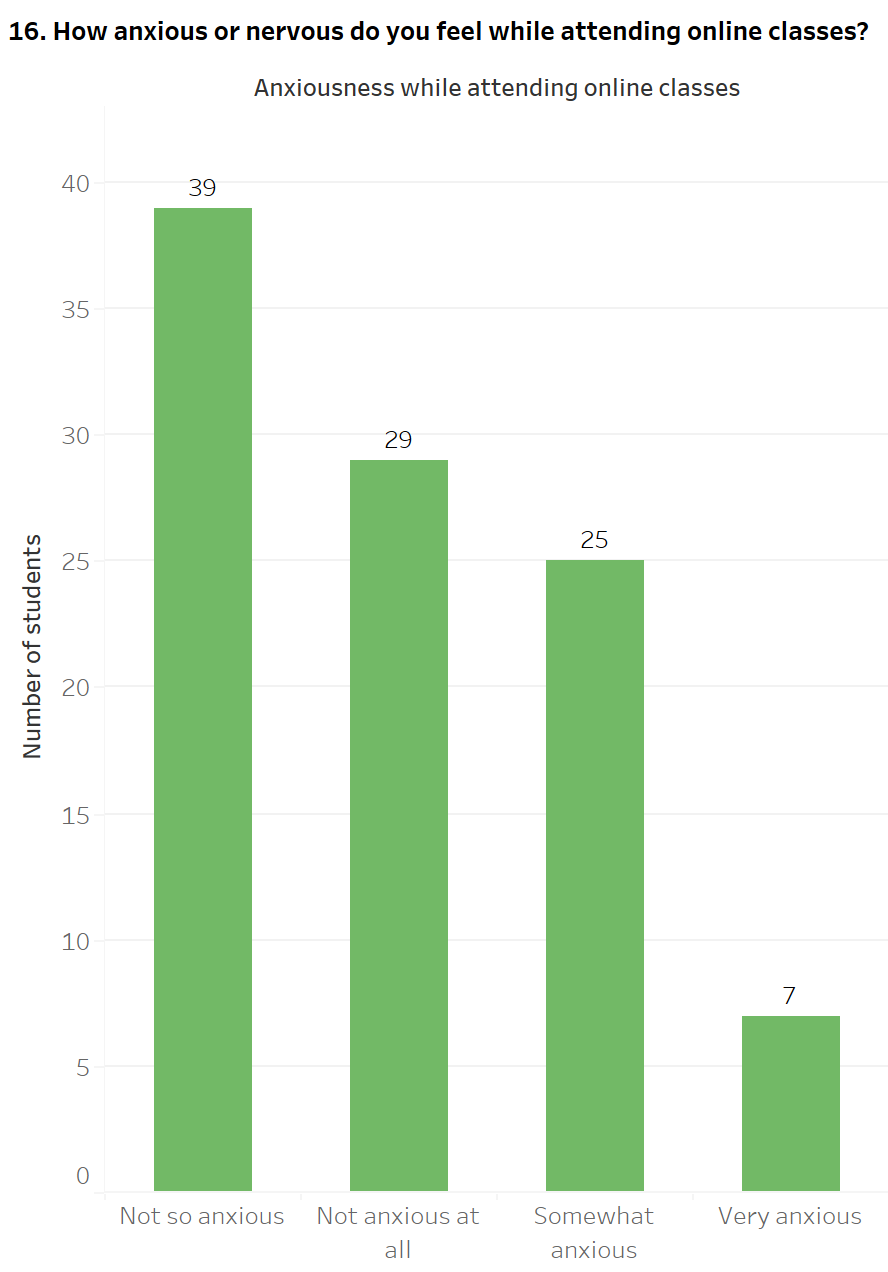 16. How anxious or nervous do you feel while attending online classes?
Anxiousness while attending online classes
Number of students
40
35
30
25
20
15
10
5
0
39
29
25
7
Not so anxious
Not anxious at
all
Somewhat
anxious
Very anxious